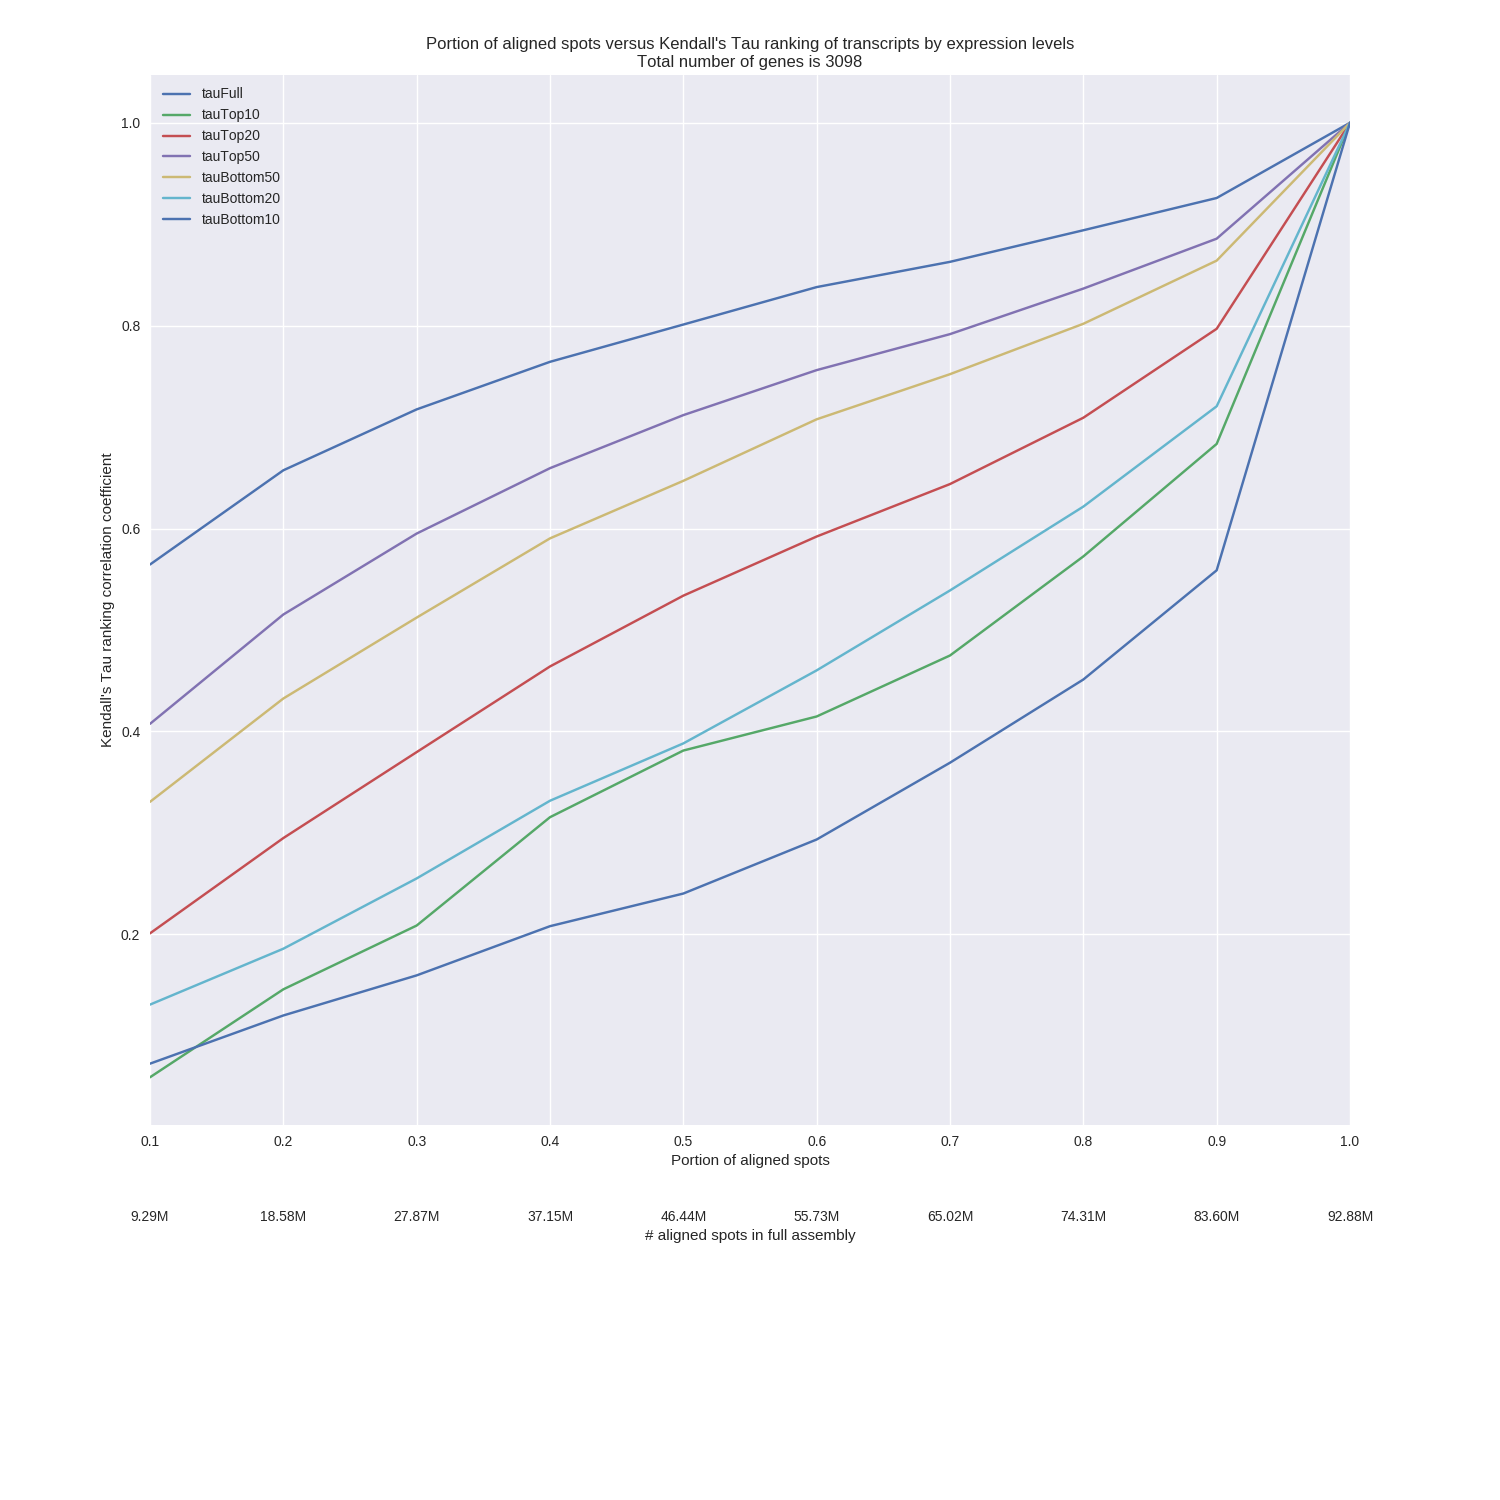 Portion of aligned spots versus Kendall's Tau ranking of transcripts by expression levels
Total number of genes is 3098
tauFull
tauTop10
tauTop20
tauTop50
tauBottom50
tauBottom20
tauBottom10
1.0
0.8
0.6
0.4
0.2
Kendall's Tau ranking correlation coefficient
0.1 0.2 0.3 0.4 0.5 0.6 0.7 0.8 0.9 1.0
Portion of aligned spots
9.29M 18.58M 27.87M 37.15M 46.44M 55.73M 65.02M 74.31M 83.60M 92.88M
# aligned spots in full assembly